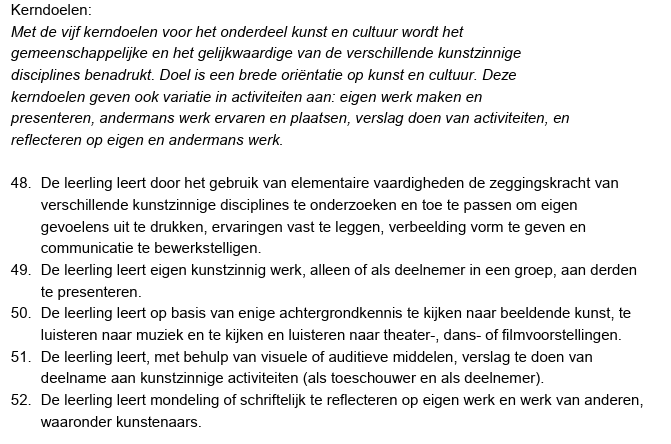 Kerndoelen:
Met de vijf kerndoelen voor het onderdeel kunst en cultuur wordt het
gemeenschappelijke en het gelijkwaardige van de verschillende kunstzinnige
disciplines benadrukt. Doel is een brede oriëntatie op kunst en cultuur. Deze
kerndoelen geven ook variatie in activiteiten aan: eigen werk maken en
presenteren, andermans werk ervaren en plaatsen, verslag doen van activiteiten, en
reflecteren op eigen en andermans werk.
48. De leerling leert door het gebruik van elementaire vaardigheden de zeggingskracht van
verschillende kunstzinnige disciplines te onderzoeken en toe te passen om eigen
gevoelens uit te drukken, ervaringen vast te leggen, verbeelding vorm te geven en
communicatie te bewerkstelligen.
49. De leerling leert eigen kunstzinnig werk, alleen of als deelnemer in een groep, aan derden
te presenteren.
50. De leerling leert op basis van enige achtergrondkennis te kijken naar beeldende kunst, te
luisteren naar muziek en te kijken en luisteren naar theater-, dans- of filmvoorstellingen.
51. De leerling leert, met behulp van visuele of auditieve middelen, verslag te doen van
deelname aan kunstzinnige activiteiten (als toeschouwer en als deelnemer).
52. De leerling leert mondeling of schriftelijk te reflecteren op eigen werk en werk van anderen,
waaronder kunstenaars.